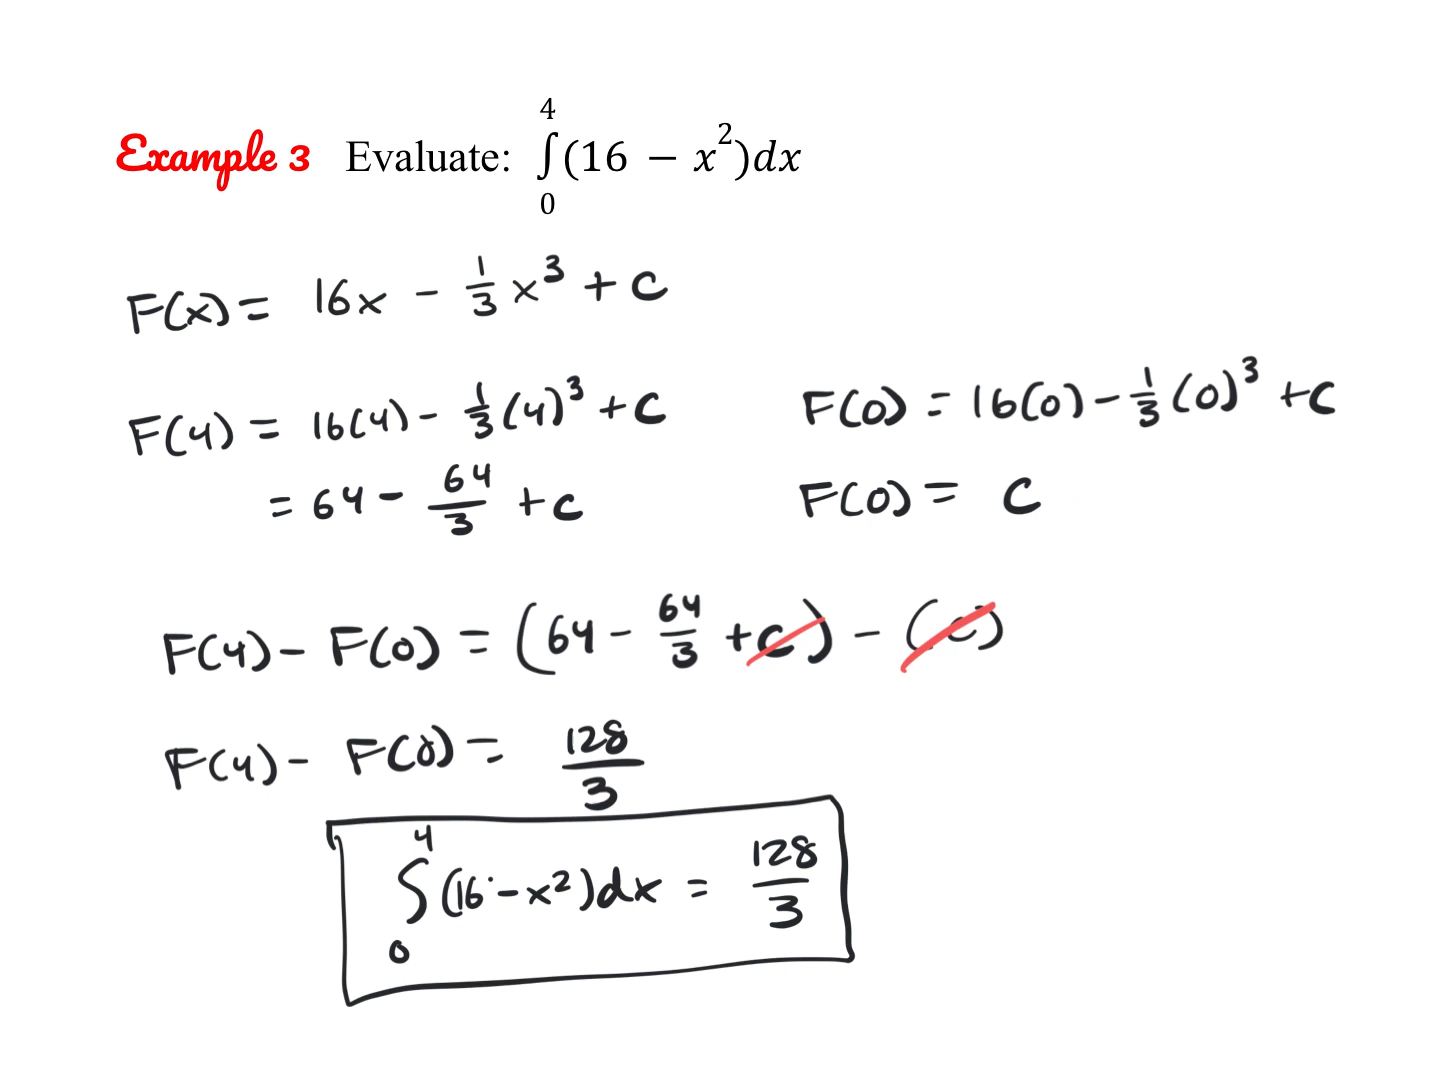 Example 3 Evaluate: ∫₀⁴(16 − x²)dx
F(x) = 16x − 1/3 x³ + C
F(4) = 16(4) − 1/3 (4)³ + C
= 64 − 64/3 + C
F(0) = 16(0) − 1/3 (0)³ + C
F(0) = C
F(4) − F(0) = (64 − 64/3 + C) − (C)
F(4) − F(0) = 128/3
∫₀⁴ (16 − x²)dx = 128/3